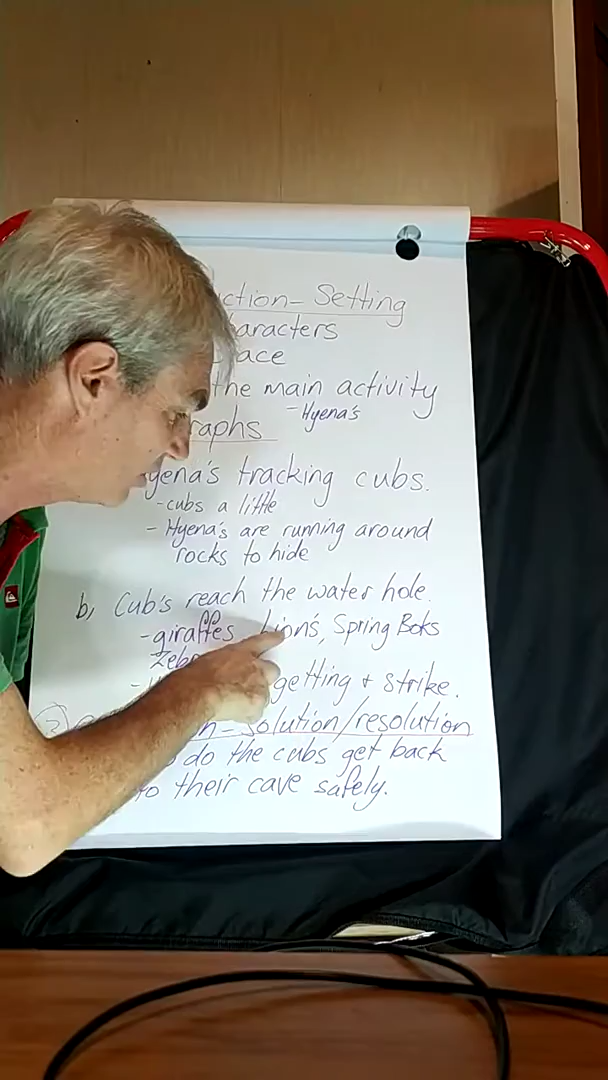 ction - Setting
haracters
ace
the main activity
- Hyena's
raphs
yena's tracking cubs.
- cubs a little
- Hyena's are running around
rocks to hide
b, Cub's reach the water hole.
- giraffes Lion's, Spring Boks
Zeb
getting + strike.
n - solution/resolution
do the cubs get back
to their cave safely.